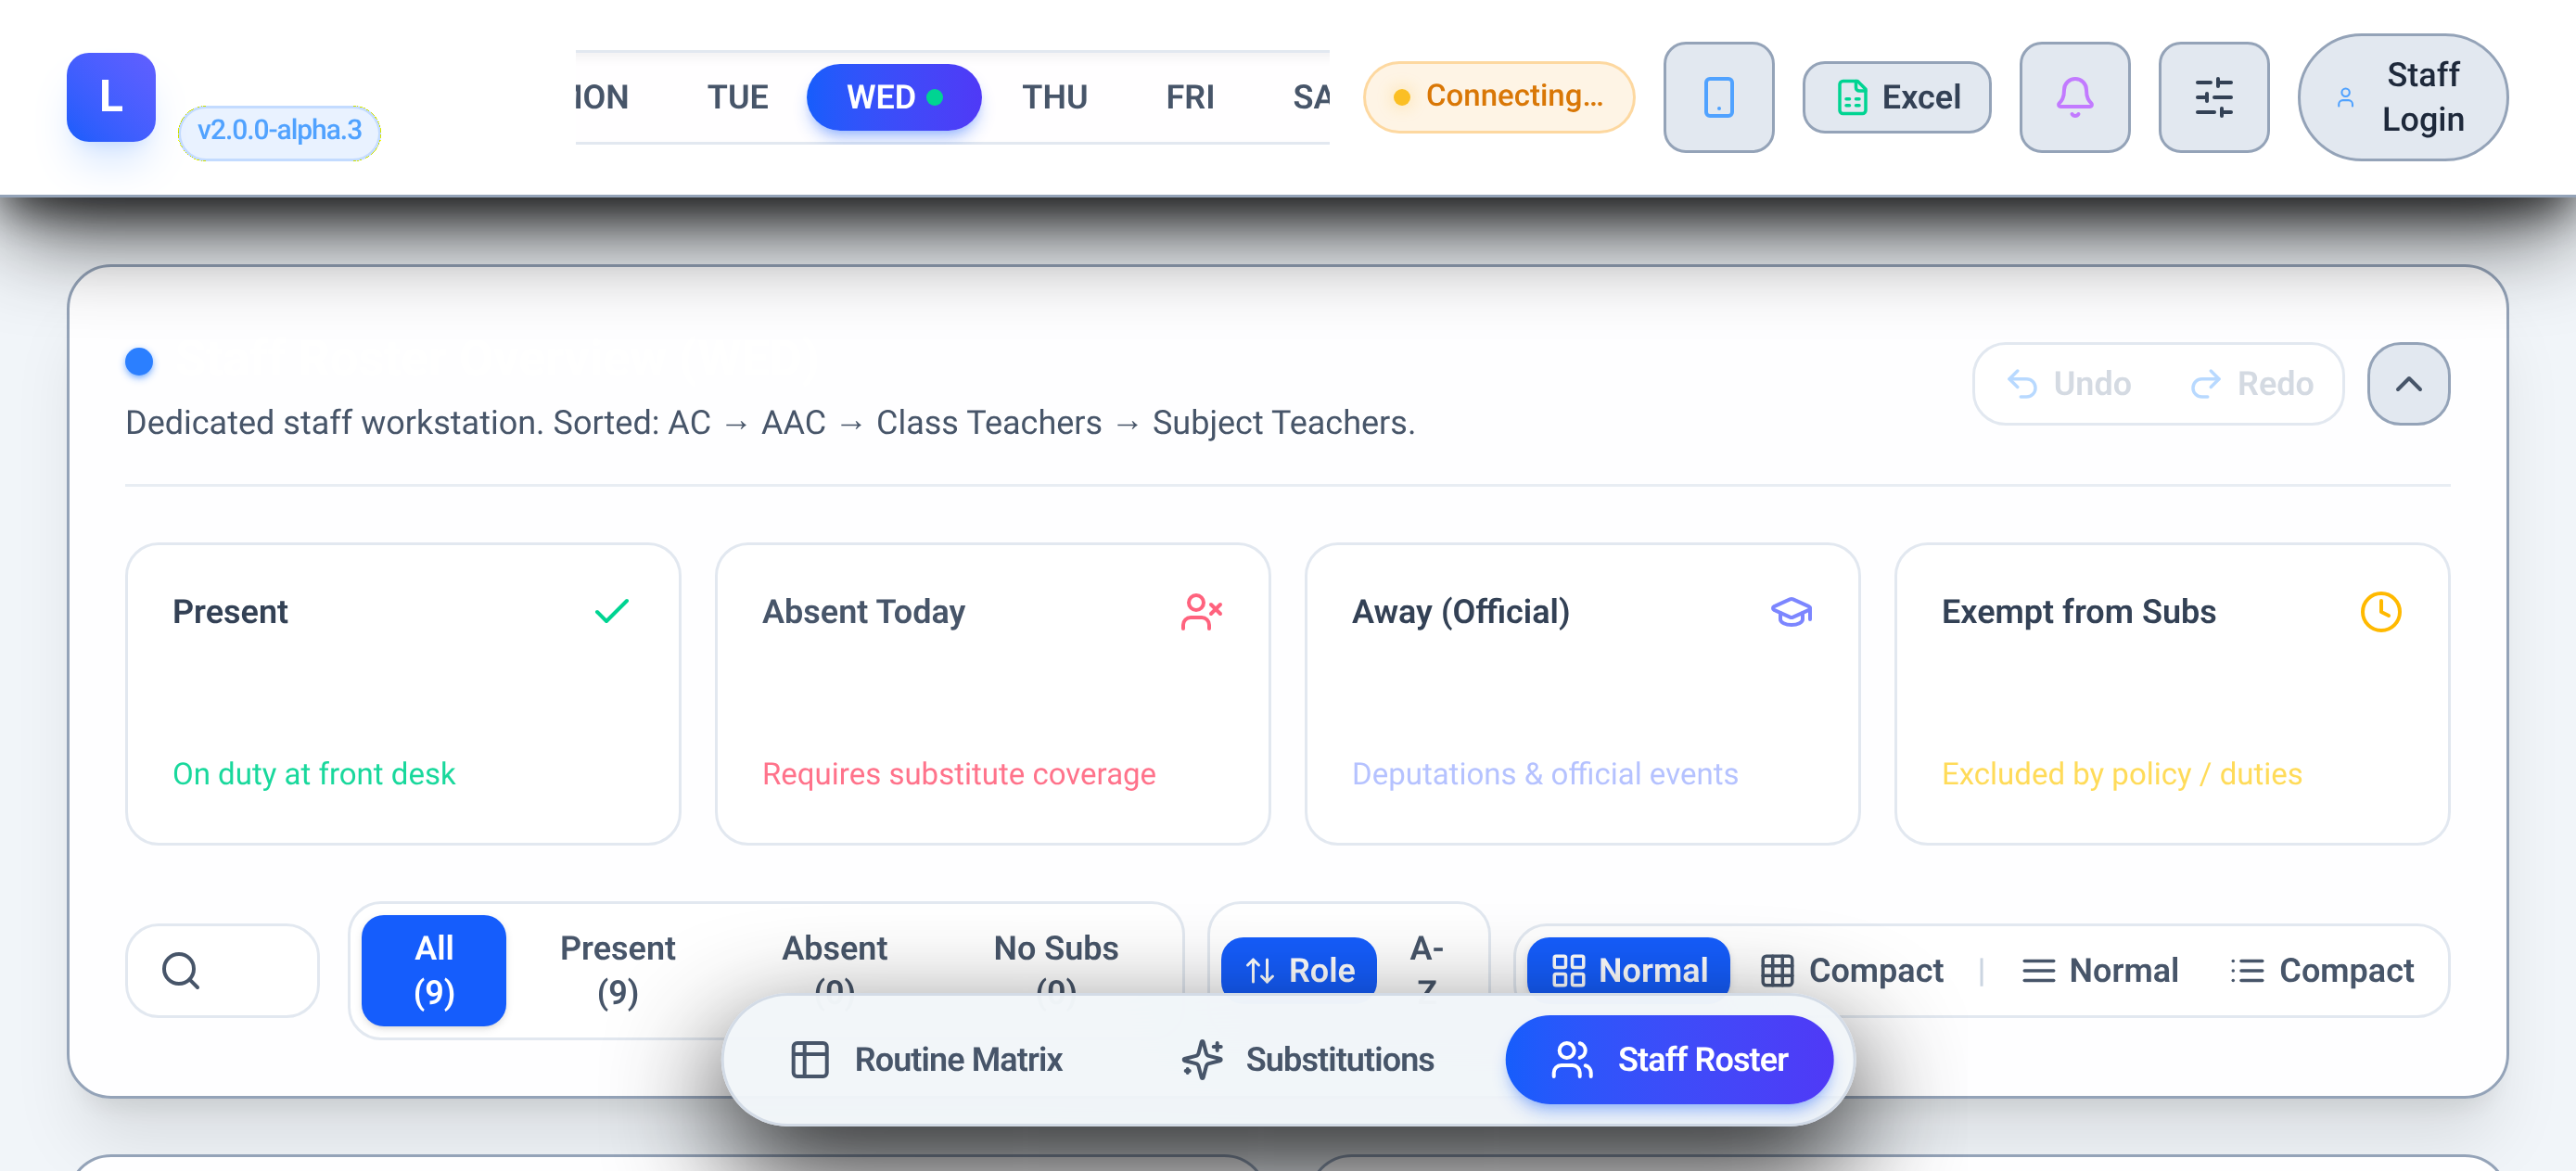 L
v2.0.0-alpha.3
ION TUE WED THU FRI SA
Connecting...
Excel
Staff
Login
Dedicated staff workstation. Sorted: AC → AAC → Class Teachers → Subject Teachers.
Undo Redo
Present
On duty at front desk
Absent Today
Requires substitute coverage
Away (Official)
Deputations & official events
Exempt from Subs
Excluded by policy / duties
All
(9)
Present
(9)
Absent
(0)
No Subs
(0)
Role
A-
Z
Normal Compact | Normal Compact
Routine Matrix Substitutions Staff Roster